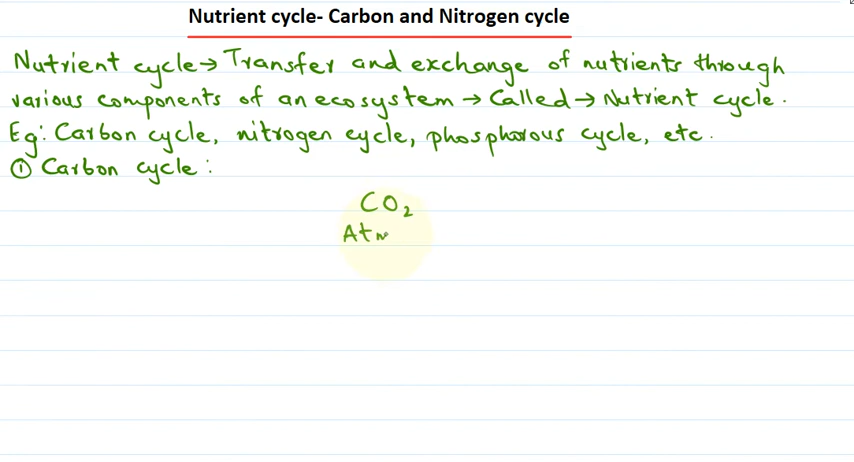 Nutrient cycle- Carbon and Nitrogen cycle
Nutrient cycle → Transfer and exchange of nutrients through
various components of an ecosystem → Called → Nutrient cycle.
Eg: Carbon cycle, nitrogen cycle, phosphorous cycle, etc.
① Carbon cycle :
CO₂
Atm